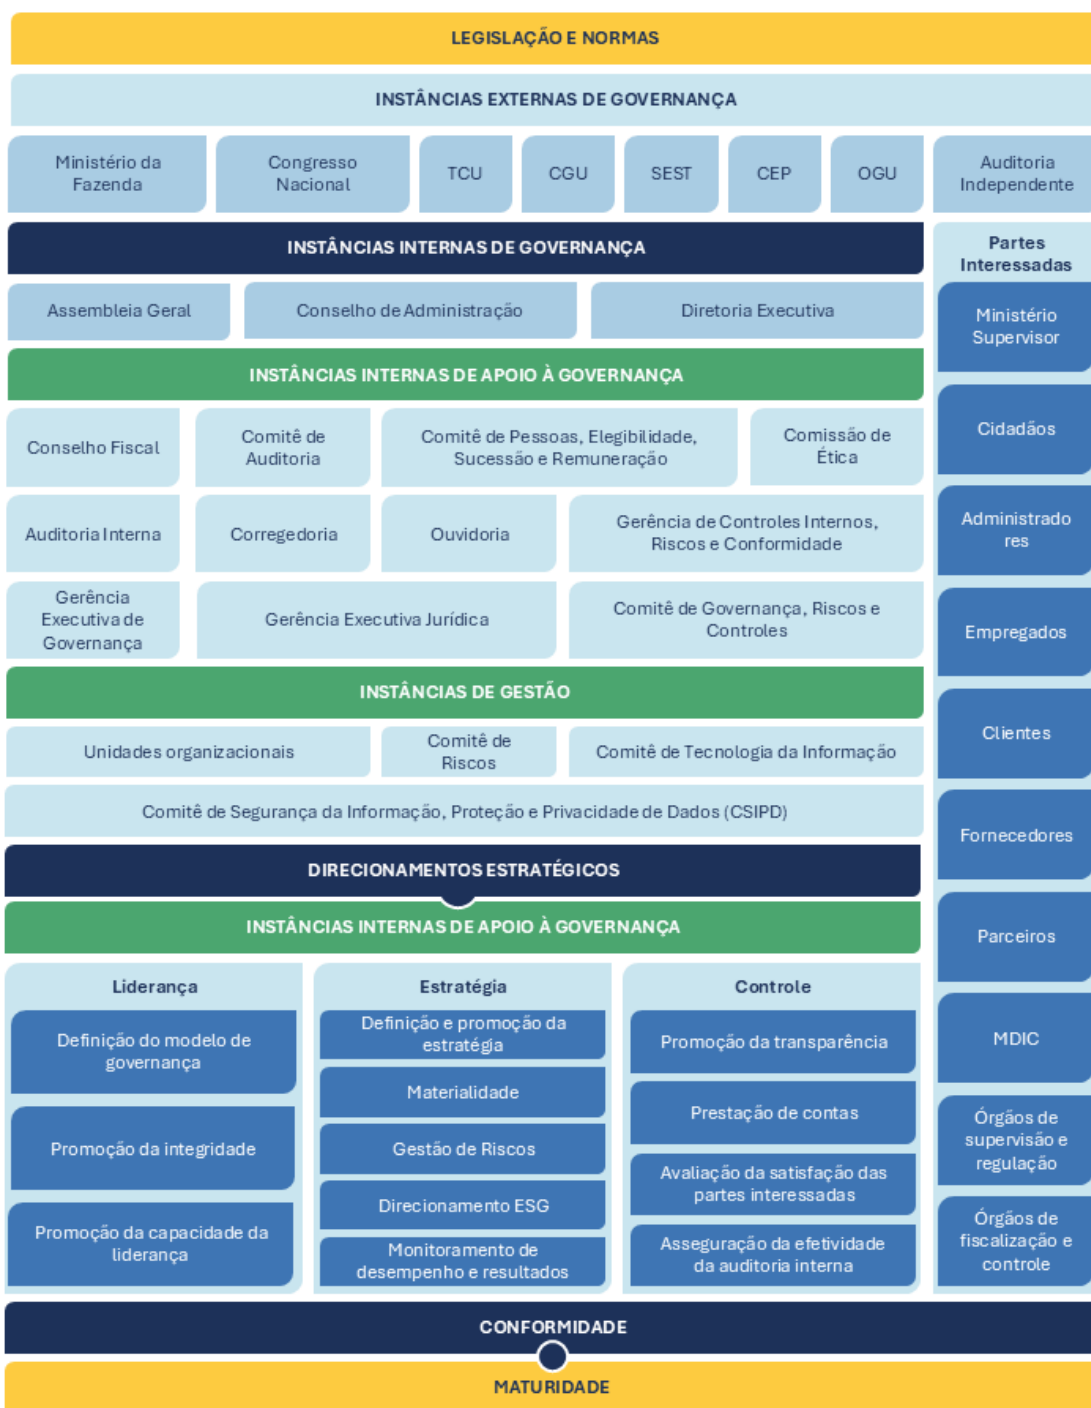 LEGISLAÇÃO E NORMAS
INSTÂNCIAS EXTERNAS DE GOVERNANÇA
Ministério da
Fazenda
Congresso
Nacional
TCU
CGU
SEST
CEP
OGU
Auditoria
Independente
INSTÂNCIAS INTERNAS DE GOVERNANÇA
Assembleia Geral
Conselho de Administração
Diretoria Executiva
INSTÂNCIAS INTERNAS DE APOIO À GOVERNANÇA
Conselho Fiscal
Comitê de
Auditoria
Comitê de Pessoas, Elegibilidade,
Sucessão e Remuneração
Comissão de
Ética
Auditoria Interna
Corregedoria
Ouvidoria
Gerência de Controles Internos,
Riscos e Conformidade
Gerência
Executiva de
Governança
Gerência Executiva Jurídica
Comitê de Governança, Riscos e
Controles
INSTÂNCIAS DE GESTÃO
Unidades organizacionais
Comitê de
Riscos
Comitê de Tecnologia da Informação
Comitê de Segurança da Informação, Proteção e Privacidade de Dados (CSIPD)
DIRECIONAMENTOS ESTRATÉGICOS
INSTÂNCIAS INTERNAS DE APOIO À GOVERNANÇA
Liderança
Definição do modelo de
governança
Promoção da integridade
Promoção da capacidade da
liderança
Estratégia
Definição e promoção da
estratégia
Materialidade
Gestão de Riscos
Direcionamento ESG
Monitoramento de
desempenho e resultados
Controle
Promoção da transparência
Prestação de contas
Avaliação da satisfação das
partes interessadas
Asseguração da efetividade
da auditoria interna
Partes
Interessadas
Ministério
Supervisor
Cidadãos
Administrado
res
Empregados
Clientes
Fornecedores
Parceiros
MDIC
Órgãos de
supervisão e
regulação
Órgãos de
fiscalização e
controle
CONFORMIDADE
MATURIDADE